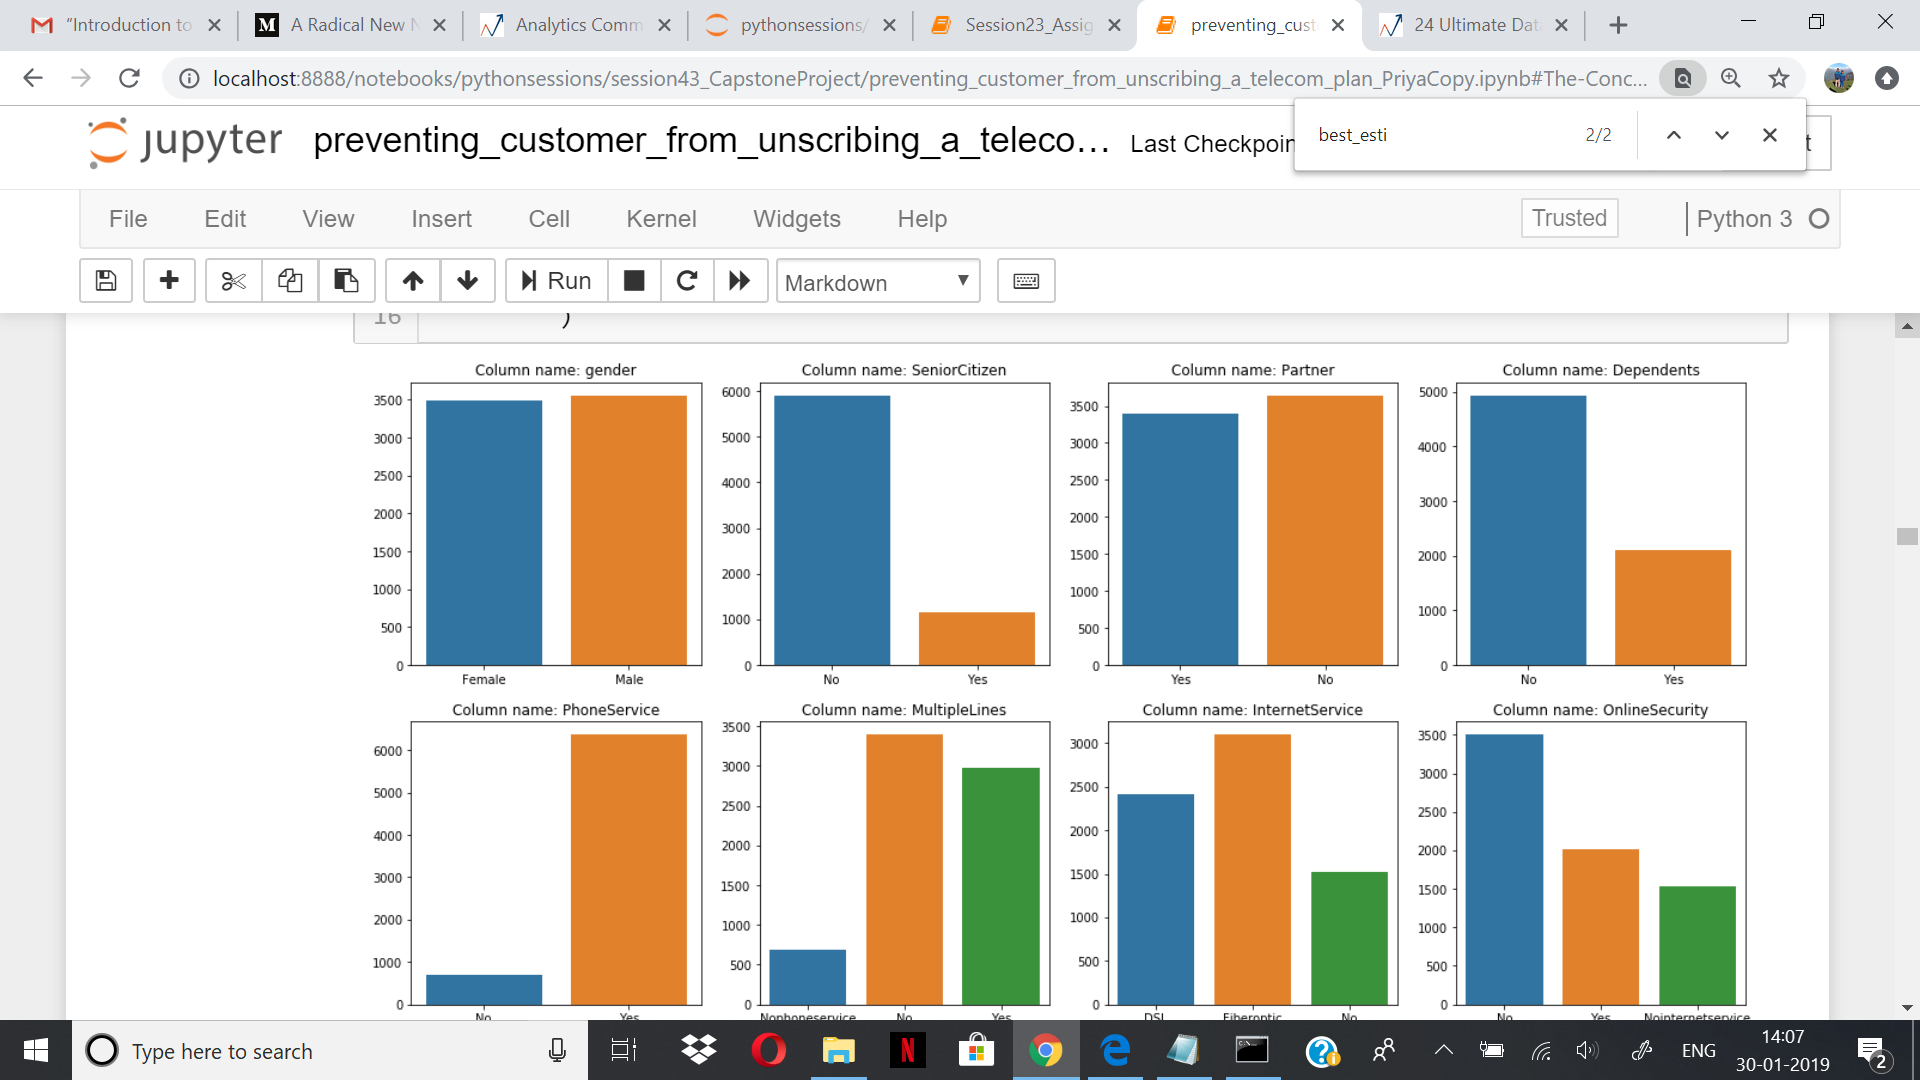 "Introduction to
M A Radical New N
Analytics Comm
pythonsessions/
Session23_Assig
preventing_cust
24 Ultimate Dat
localhost:8888/notebooks/pythonsessions/session43_CapstoneProject/preventing_customer_from_unscribing_a_telecom_plan_PriyaCopy.ipynb#The-Conc...
best_esti 2/2
jupyter preventing_customer_from_unscribing_a_teleco... Last Checkpoin
t
File Edit View Insert Cell Kernel Widgets Help Trusted Python 3
Run Markdown
16 )
Column name: gender
3500
3000
2500
2000
1500
1000
500
0
Female Male
Column name: SeniorCitizen
6000
5000
4000
3000
2000
1000
0
No Yes
Column name: Partner
3500
3000
2500
2000
1500
1000
500
0
Yes No
Column name: Dependents
5000
4000
3000
2000
1000
0
No Yes
Column name: PhoneService
6000
5000
4000
3000
2000
1000
0
No Yes
Column name: MultipleLines
3500
3000
2500
2000
1500
1000
500
0
Nophoneservice No Yes
Column name: InternetService
3000
2500
2000
1500
1000
500
0
DSL Fiberoptic No
Column name: OnlineSecurity
3500
3000
2500
2000
1500
1000
500
0
No Yes Nointernetservice
Type here to search
N
ENG
14:07
30-01-2019
2